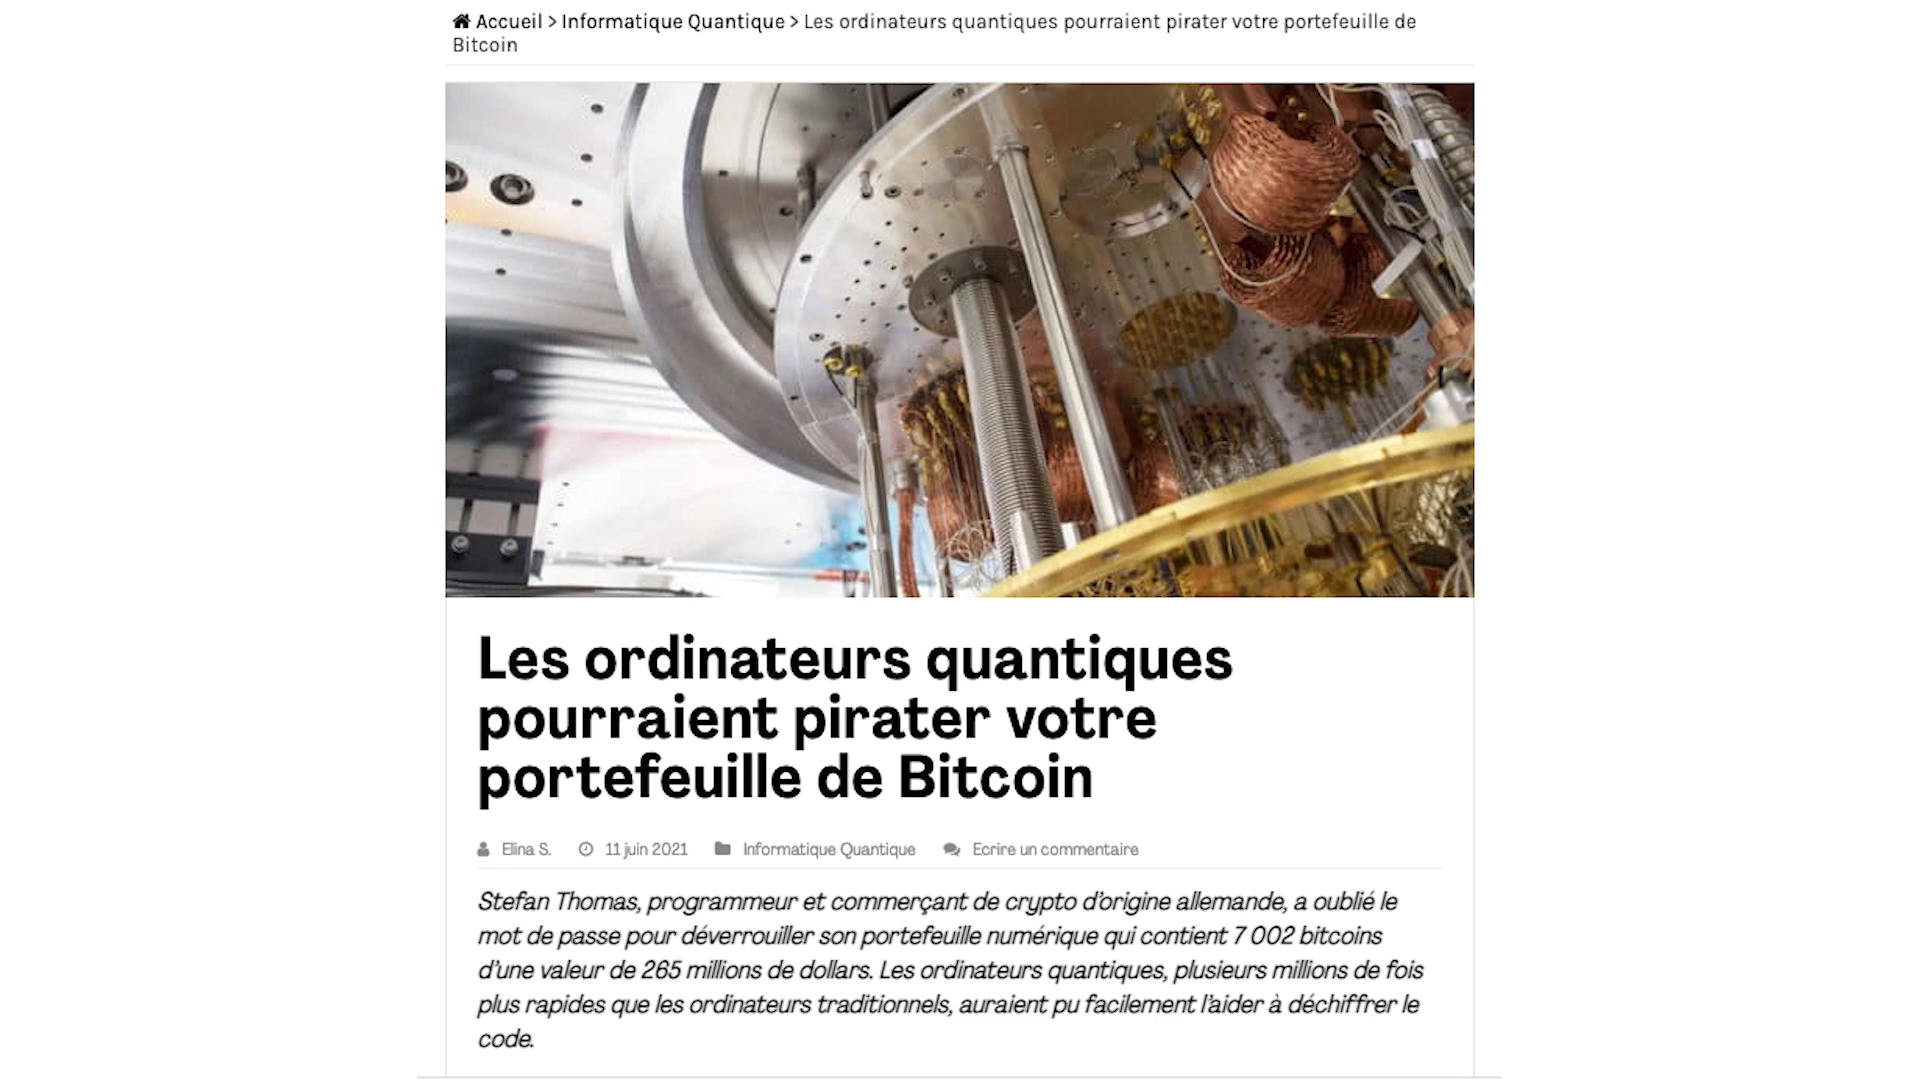 Accueil > Informatique Quantique > Les ordinateurs quantiques pourraient pirater votre portefeuille de
Bitcoin
Les ordinateurs quantiques
pourraient pirater votre
portefeuille de Bitcoin
Elina S. 11 juin 2021 Informatique Quantique Ecrire un commentaire
Stefan Thomas, programmeur et commerçant de crypto d’origine allemande, a oublié le
mot de passe pour déverrouiller son portefeuille numérique qui contient 7 002 bitcoins
d’une valeur de 265 millions de dollars. Les ordinateurs quantiques, plusieurs millions de fois
plus rapides que les ordinateurs traditionnels, auraient pu facilement l’aider à déchiffrer le
code.